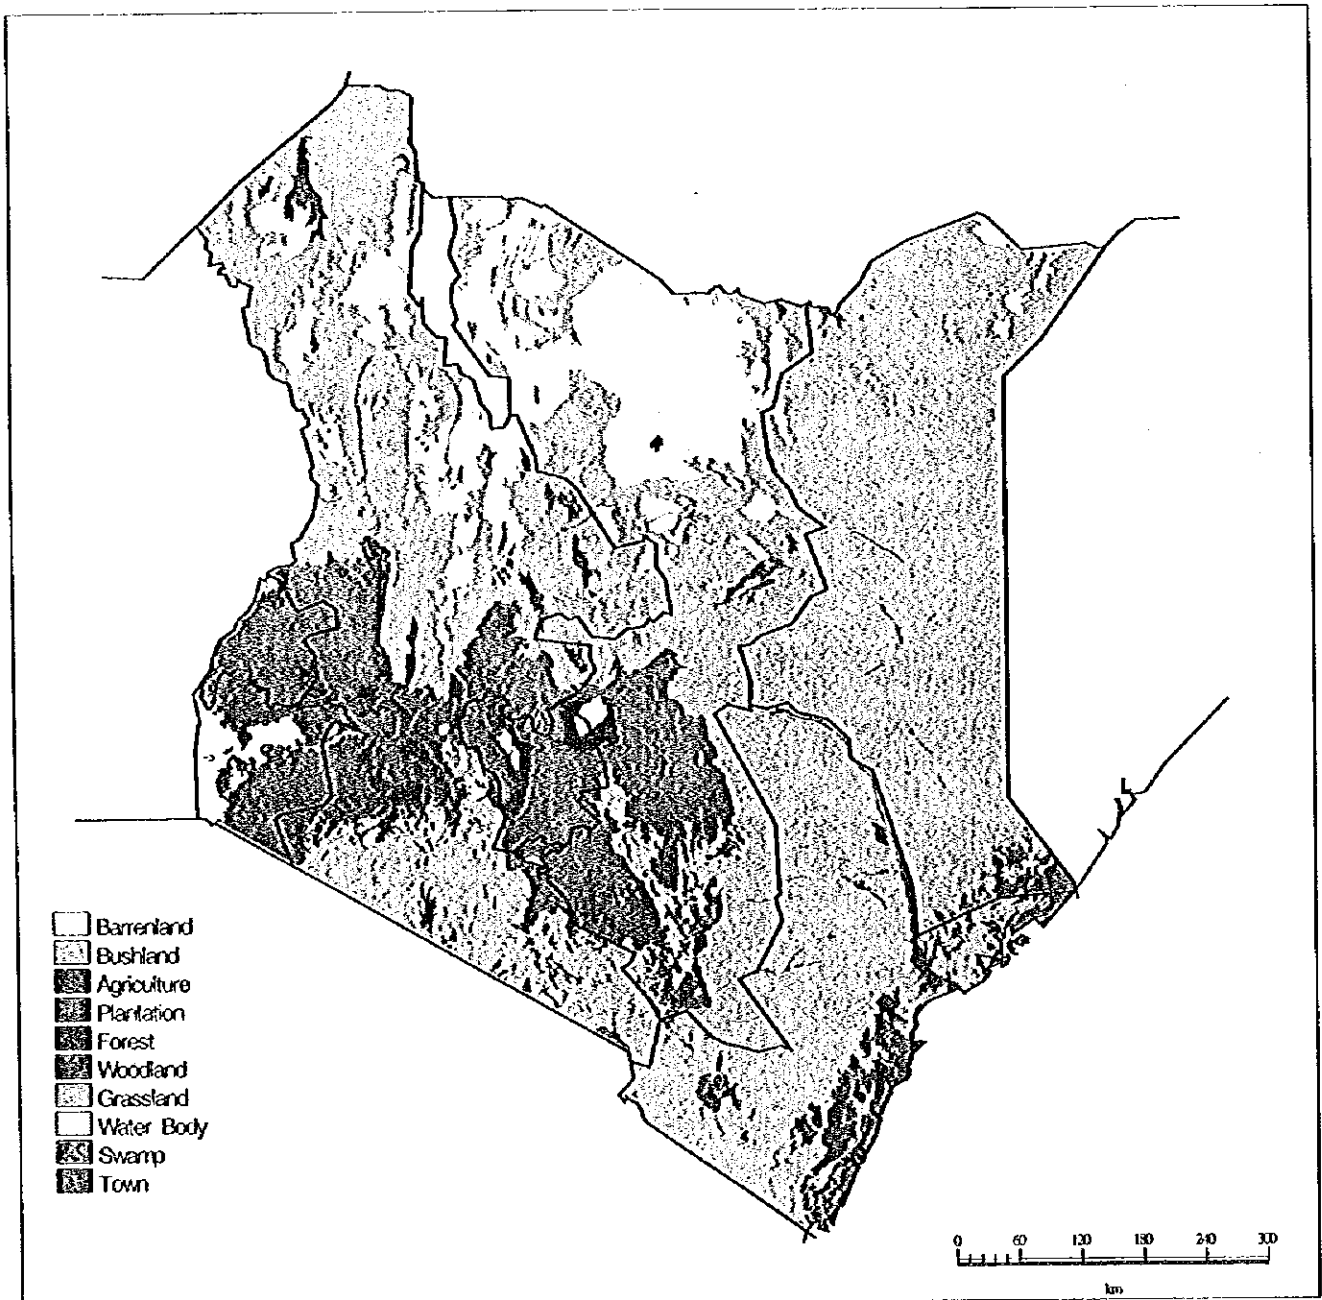 Barrenland
Bushland
Agriculture
Plantation
Forest
Woodland
Grassland
Water Body
Swamp
Town
0 60 120 180 240 300
km